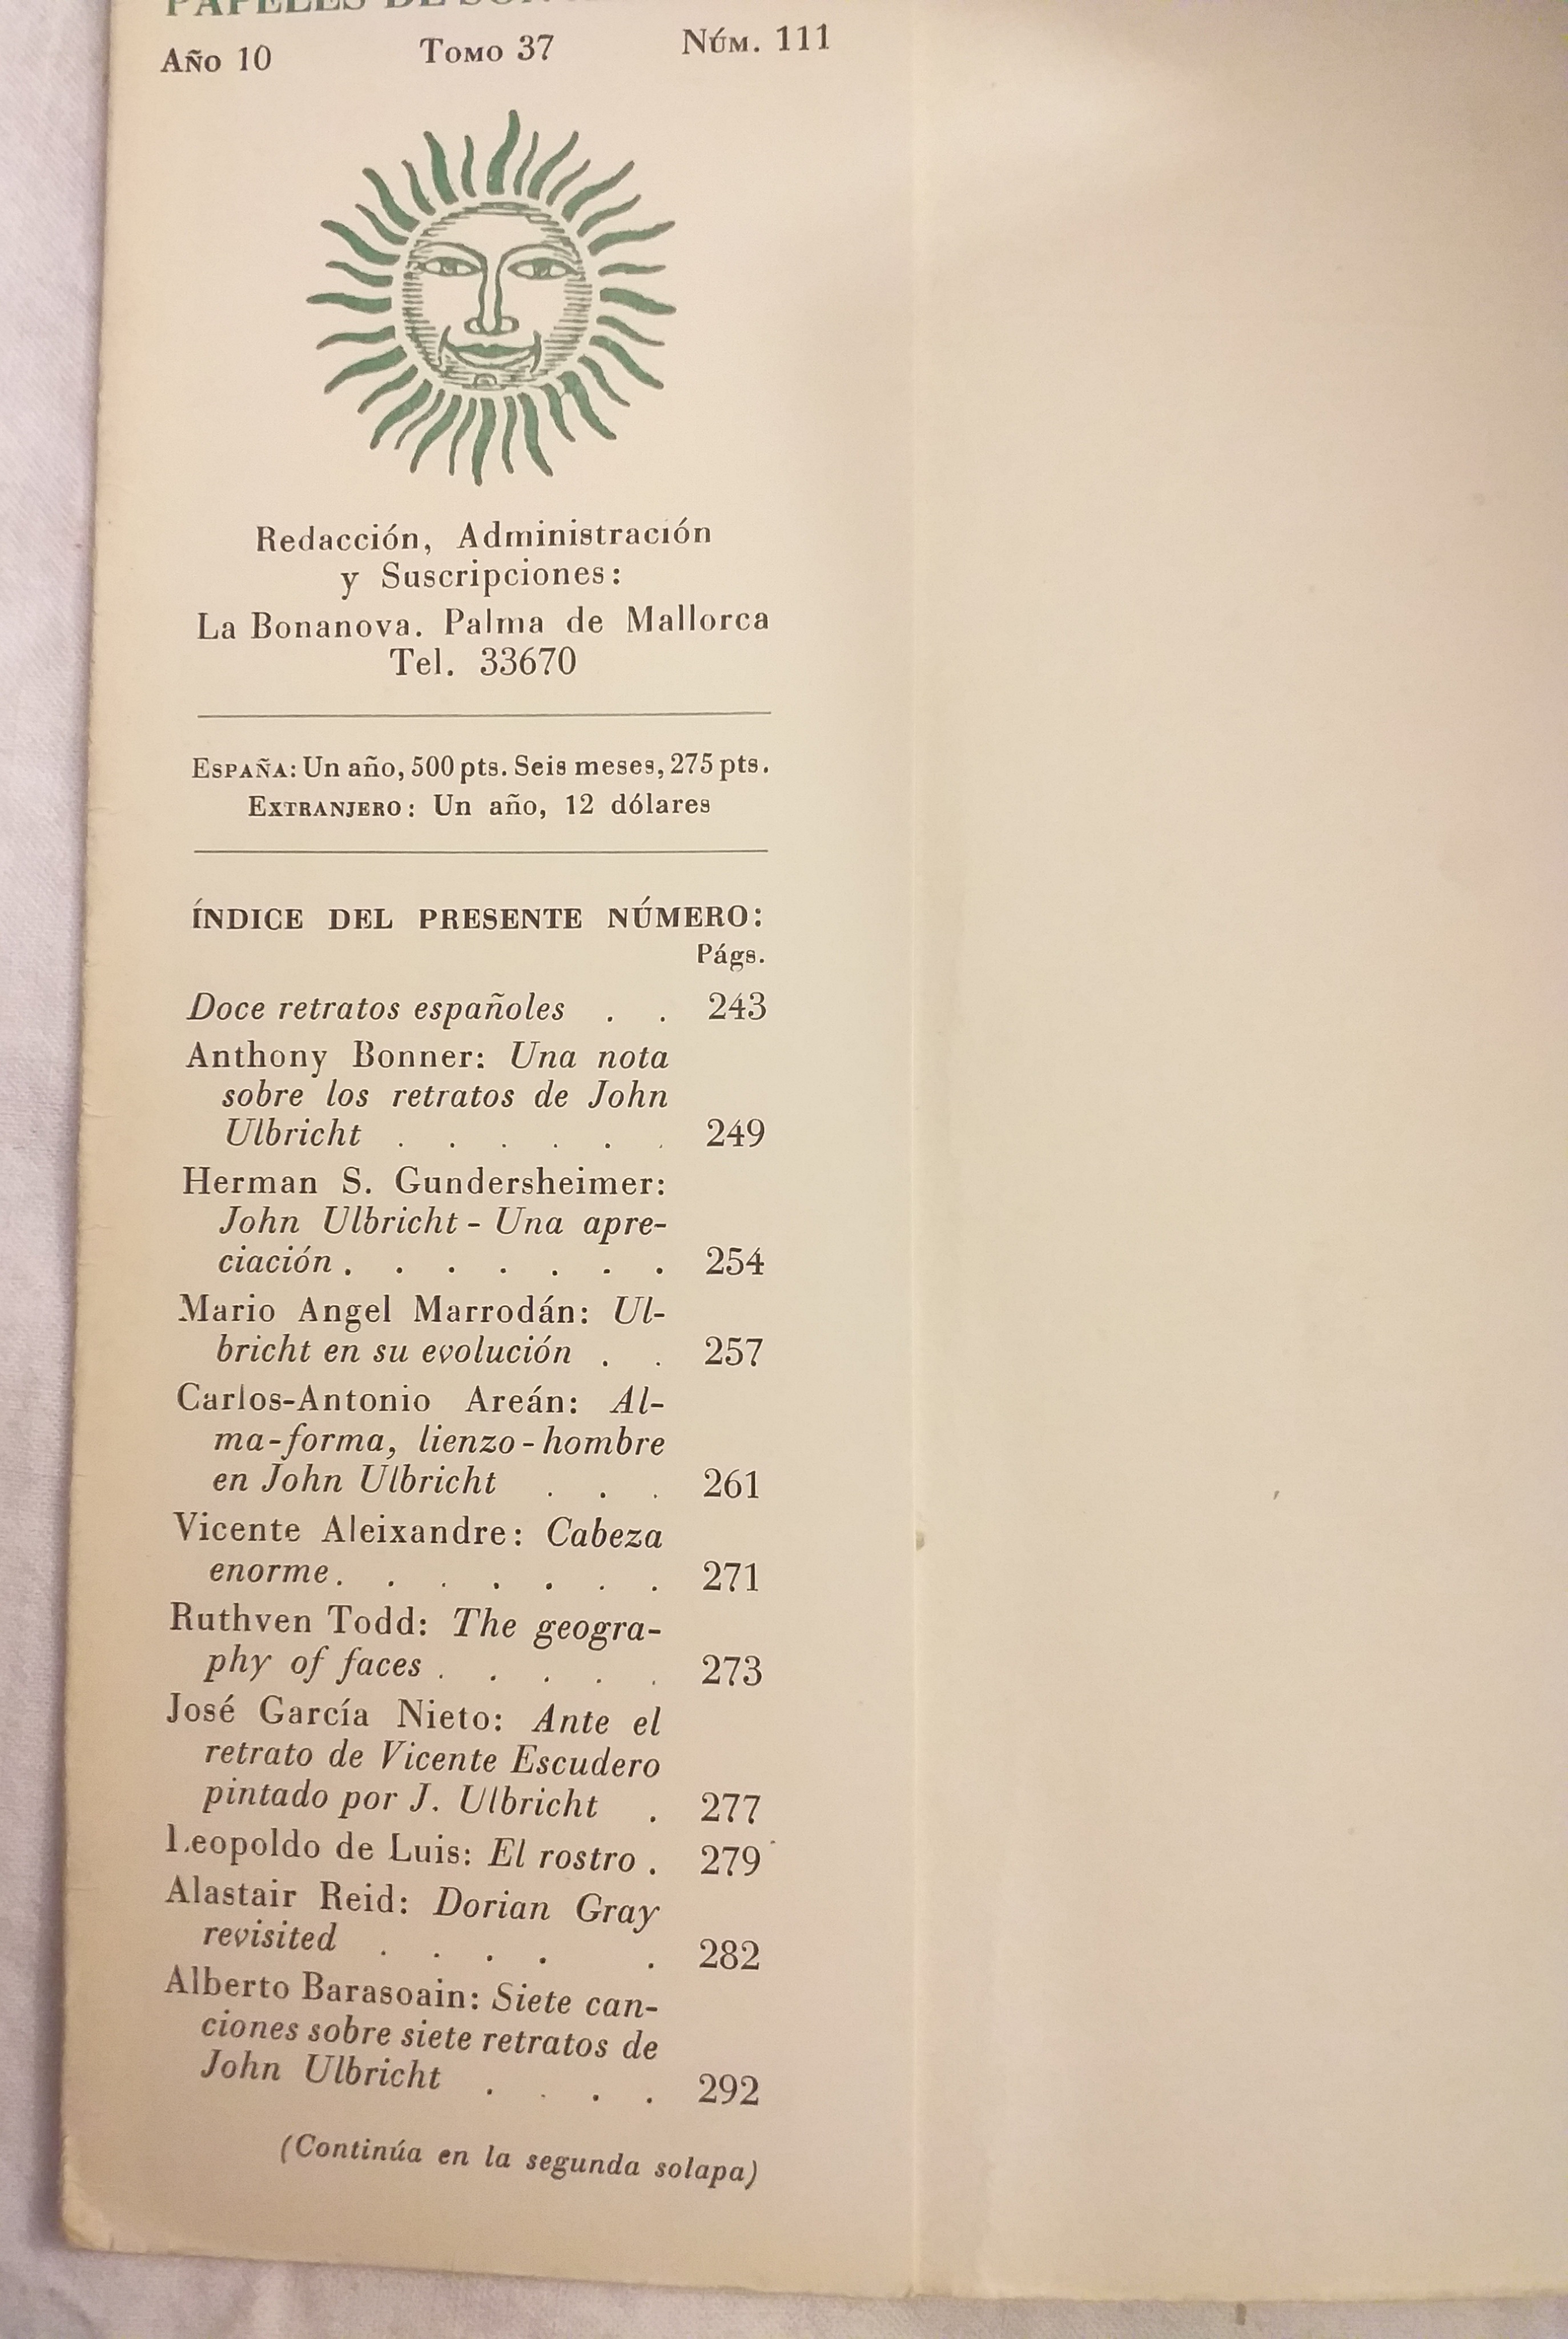 PAPELES DE SON
Año 10 Tomo 37 Núm. 111
Redacción, Administración
y Suscripciones:
La Bonanova. Palma de Mallorca
Tel. 33670
España: Un año, 500 pts. Seis meses, 275 pts.
Extranjero: Un año, 12 dólares
ÍNDICE DEL PRESENTE NÚMERO:
Págs.
Doce retratos españoles . . 243
Anthony Bonner: Una nota
sobre los retratos de John
Ulbricht . . . . . . 249
Herman S. Gundersheimer:
John Ulbricht - Una apre-
ciación . . . . . . . 254
Mario Angel Marrodán: Ul-
bricht en su evolución . . 257
Carlos-Antonio Areán: Al-
ma-forma, lienzo-hombre
en John Ulbricht . . . 261
Vicente Aleixandre: Cabeza
enorme . . . . . . . 271
Ruthven Todd: The geogra-
phy of faces . . . . . 273
José García Nieto: Ante el
retrato de Vicente Escudero
pintado por J. Ulbricht . 277
Leopoldo de Luis: El rostro . 279
Alastair Reid: Dorian Gray
revisited . . . . . 282
Alberto Barasoain: Siete can-
ciones sobre siete retratos de
John Ulbricht . . . . 292
(Continúa en la segunda solapa)